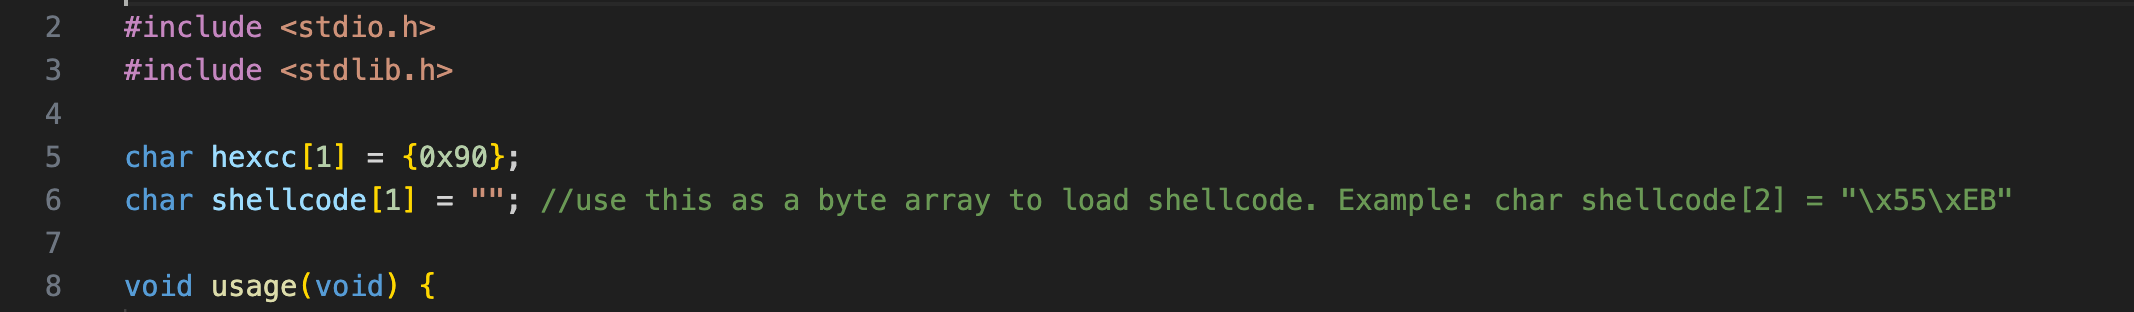 2 #include <stdio.h>
3 #include <stdlib.h>
4
5 char hexcc[1] = {0x90};
6 char shellcode[1] = ""; //use this as a byte array to load shellcode. Example: char shellcode[2] = "\x55\xEB"
7
8 void usage(void) {